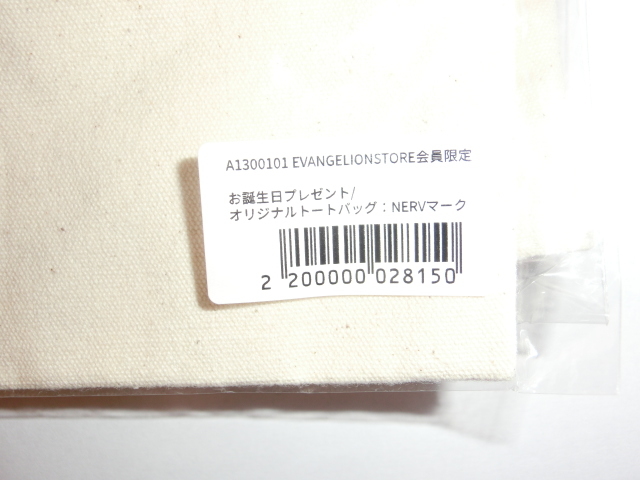 A1300101 EVANGELIONSTORE会員限定
お誕生日プレゼント/
オリジナルトートバッグ：NERVマーク
2 200000 028150